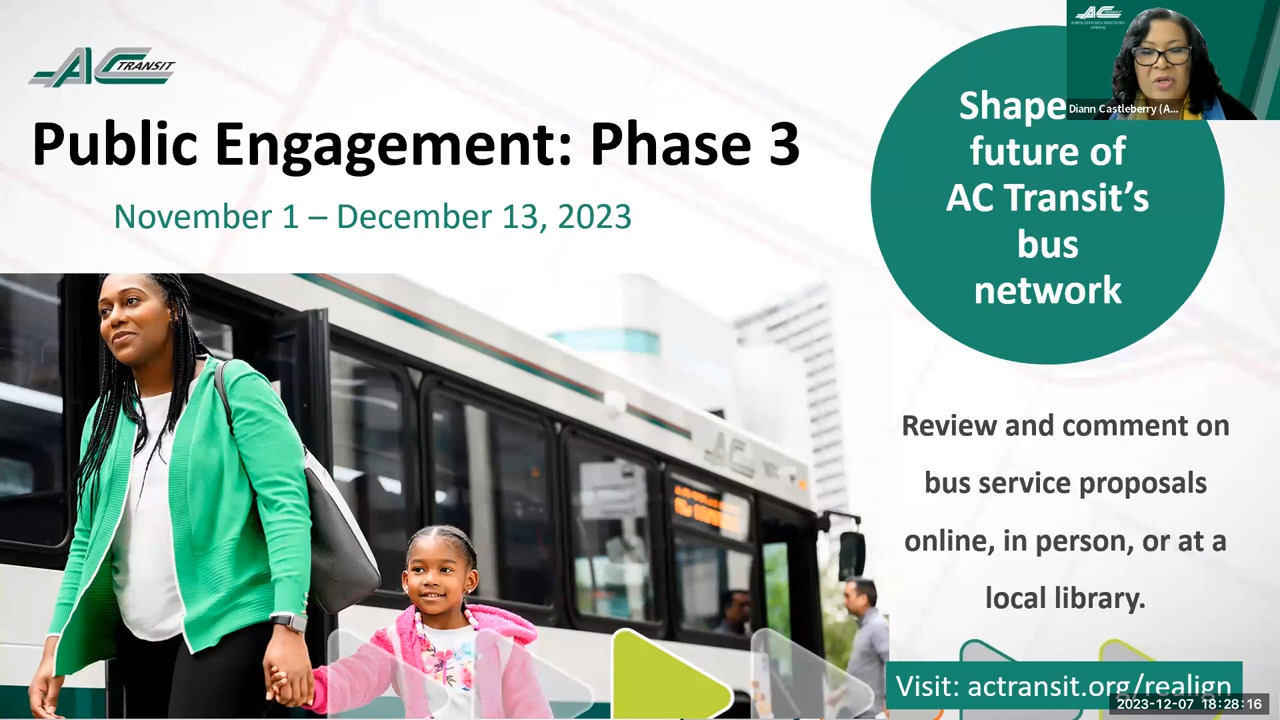 AC TRANSIT
Public Engagement: Phase 3
November 1 – December 13, 2023
Shape
future of
AC Transit’s
bus
network
Diann Castleberry (A...
AC
Review and comment on
bus service proposals
online, in person, or at a
local library.
Visit: actransit.org/realign
2023-12-07 18:28:16